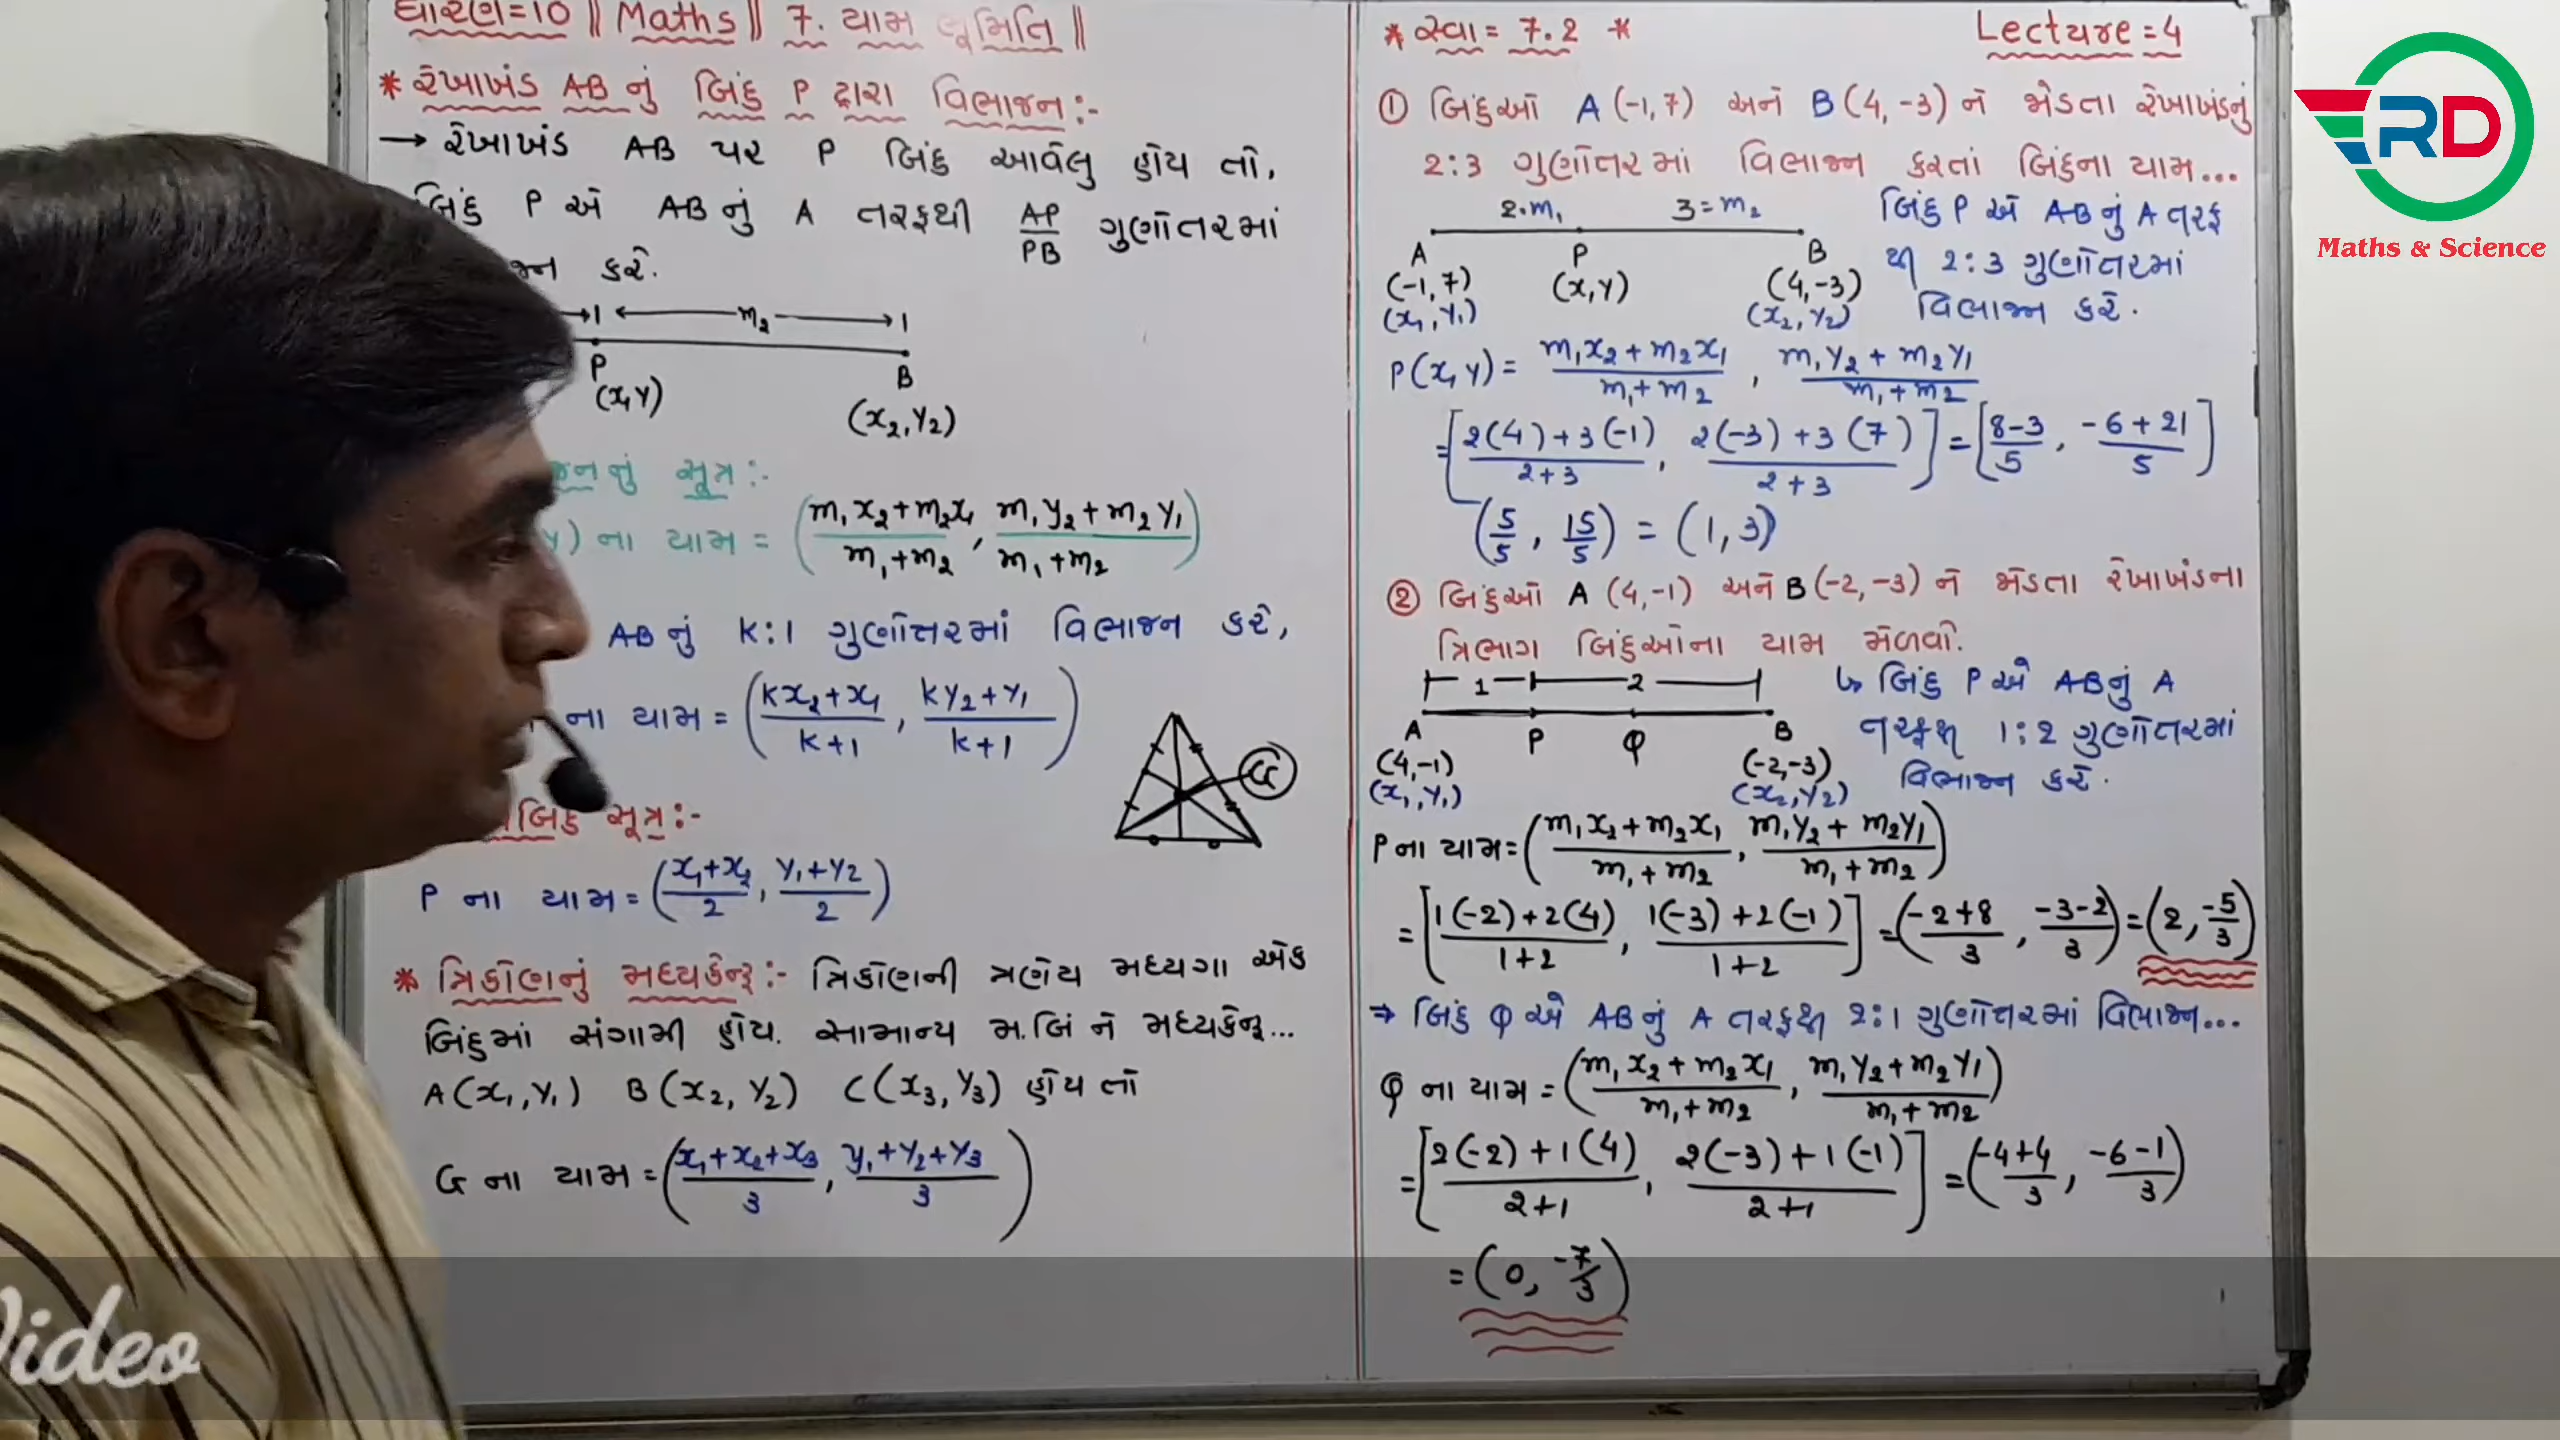 ધોરણ=10 || Maths || 7. યામ ભૂમિતિ ||
* રેખાખંડ AB નું બિંદુ P દ્વારા વિભાજન:-
→ રેખાખંડ AB પર P બિંદુ આવેલુ હોય તો,
બિંદુ P એ AB નું A તરફથી AP/PB ગુણોતરમાં
કરે.
m₂
P B
(x,y) (x₂,y₂)
સૂત્ર:-
ના યામ = (m₁x₂+m₂x₁/m₁+m₂, m₁y₂+m₂y₁/m₁+m₂)
AB નું K:1 ગુણોત્તરમાં વિભાજન કરે,
ના યામ = (kx₂+x₁/k+1, ky₂+y₁/k+1)
G
સૂત્ર:-
P ના યામ = (x₁+x₂/2, y₁+y₂/2)
* ત્રિકોણનું મધ્યકેન્દ્ર:- ત્રિકોણની ત્રણેય મધ્યગા એક
બિંદુમાં સંગામી હોય. સામાન્ય મ.બિં ને મધ્યકેન્દ્ર...
A(x₁,y₁) B(x₂,y₂) C(x₃,y₃) હોય તો
G ના યામ = (x₁+x₂+x₃/3, y₁+y₂+y₃/3)
* સ્વા = 7.2 * Lecture = 4
① બિંદુઓ A(-1,7) અને B(4,-3) ને જોડતા રેખાખંડનું
2:3 ગુણોતરમાં વિભાજન કરતાં બિંદુના યામ...
2=m₁ 3=m₂ બિંદુ P એ AB નું A તરફ
A P B થી 2:3 ગુણોતરમાં
(-1,7) (x,y) (4,-3) વિભાજન કરે.
(x₁,y₁) (x₂,y₂)
P(x,y) = m₁x₂+m₂x₁/m₁+m₂, m₁y₂+m₂y₁/m₁+m₂
=[2(4)+3(-1)/2+3, 2(-3)+3(7)/2+3] = [8-3/5, -6+21/5]
(5/5, 15/5) = (1,3)
② બિંદુઓ A(4,-1) અને B(-2,-3) ને જોડતા રેખાખંડના
ત્રિભાગ બિંદુઓના યામ મેળવો.
1 2 ↳ બિંદુ P એ AB નું A
A P Q B તરફથી 1:2 ગુણોતરમાં
(4,-1) (-2,-3) વિભાજન કરે.
(x₁,y₁) (x₂,y₂)
P ના યામ = (m₁x₂+m₂x₁/m₁+m₂, m₁y₂+m₂y₁/m₁+m₂)
=[1(-2)+2(4)/1+2, 1(-3)+2(-1)/1+2] = (-2+8/3, -3-2/3) = (2, -5/3)
⇒ બિંદુ Q એ AB નું A તરફથી 2:1 ગુણોત્તરમાં વિભાજન...
Q ના યામ = (m₁x₂+m₂x₁/m₁+m₂, m₁y₂+m₂y₁/m₁+m₂)
=[2(-2)+1(4)/2+1, 2(-3)+1(-1)/2+1] = (-4+4/3, -6-1/3)
=(0, -7/3)
RD
Maths & Science